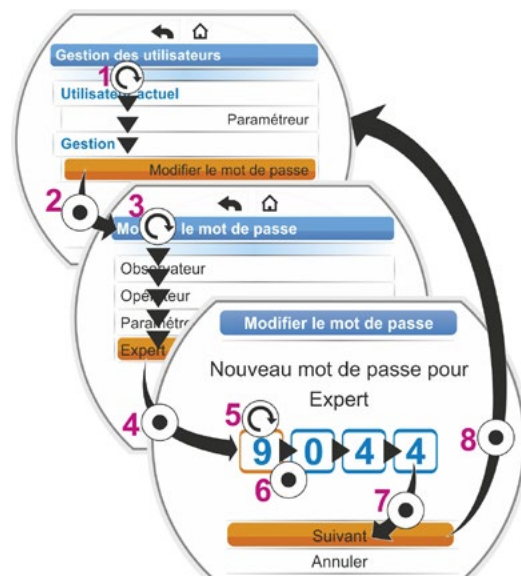 Gestion des utilisateurs
1
Utilisateur actuel
Paramétreur
Gestion
Modifier le mot de passe
2
3
le mot de passe
Observateur
Opérateur
Expert
4
Modifier le mot de passe
Nouveau mot de passe pour
Expert
5
9 0 4 4
6
7
8
Suivant
Annuler